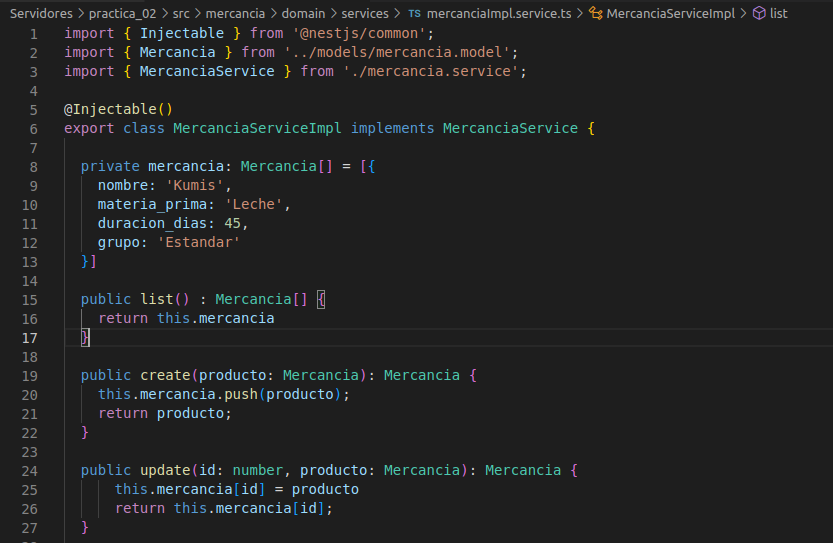 Servidores > practica_02 > src > mercancia > domain > services > TS mercanciaImpl.service.ts > MercanciaServiceImpl > list
1 import { Injectable } from '@nestjs/common';
2 import { Mercancia } from '../models/mercancia.model';
3 import { MercanciaService } from './mercancia.service';
4
5 @Injectable()
6 export class MercanciaServiceImpl implements MercanciaService {
7
8 private mercancia: Mercancia[] = [{
9 nombre: 'Kumis',
10 materia_prima: 'Leche',
11 duracion_dias: 45,
12 grupo: 'Estandar'
13 }]
14
15 public list() : Mercancia[] {
16 return this.mercancia
17 }
18
19 public create(producto: Mercancia): Mercancia {
20 this.mercancia.push(producto);
21 return producto;
22 }
23
24 public update(id: number, producto: Mercancia): Mercancia {
25 this.mercancia[id] = producto
26 return this.mercancia[id];
27 }